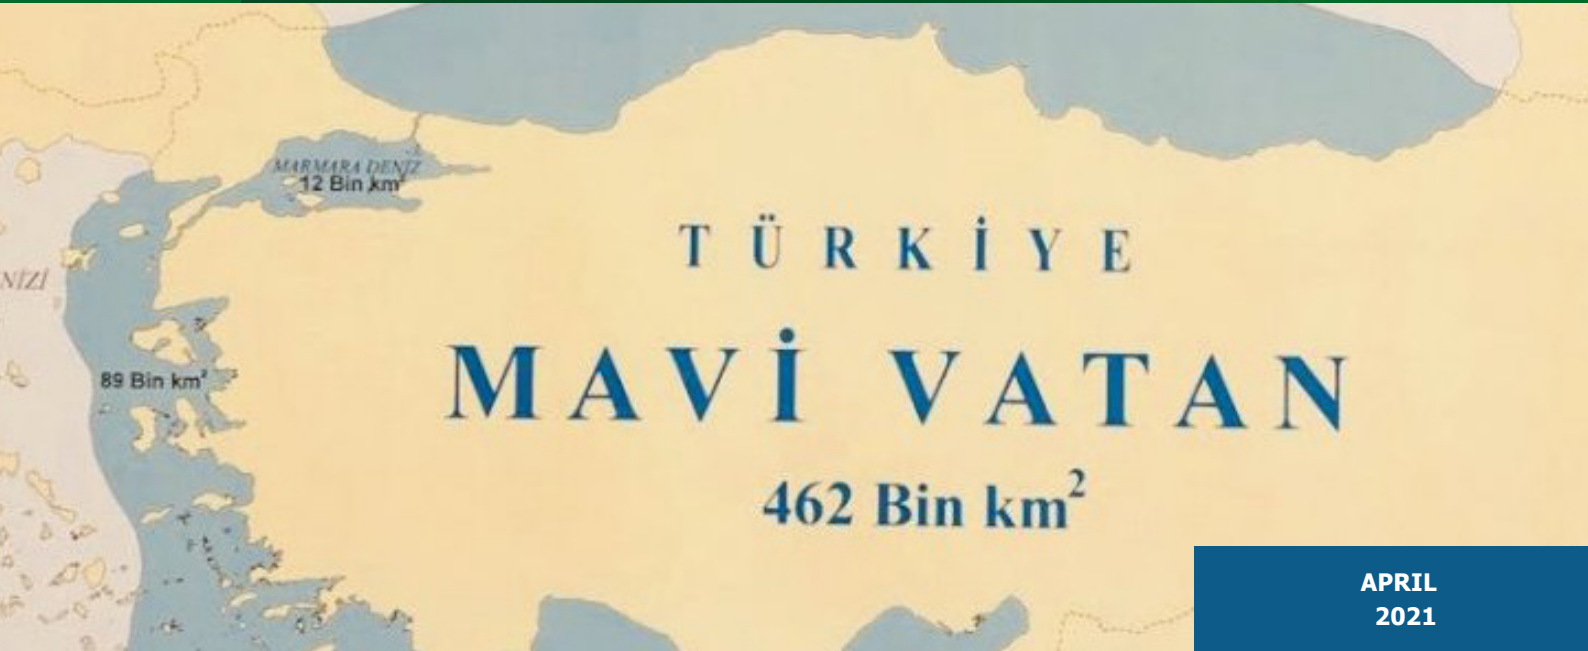 MARMARA DENİZ
12 Bin km²
TÜRKİYE
NİZİ
MAVİ VATAN
89 Bin km²
462 Bin km²
APRIL
2021